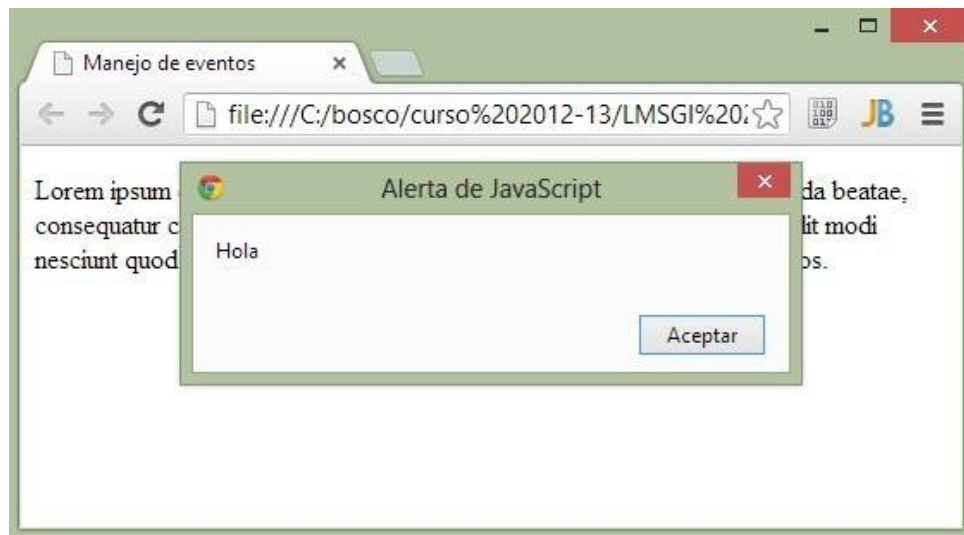 Manejo de eventos
file:///C:/bosco/curso%202012-13/LMSGI%20
JB
Alerta de JavaScript
Hola
Aceptar
Lorem ipsum da beatae,
consequatur c dit modi
nesciunt quod os.